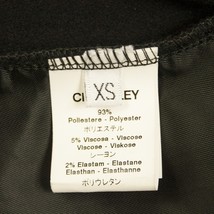 XS
93%
Poliestere - Polyester
ポリエステル
5% Viscosa - Viscose
Viscose - Viskose
レーヨン
2% Elastam - Elastane
Elasthan - Elasthanne
ポリウレタン